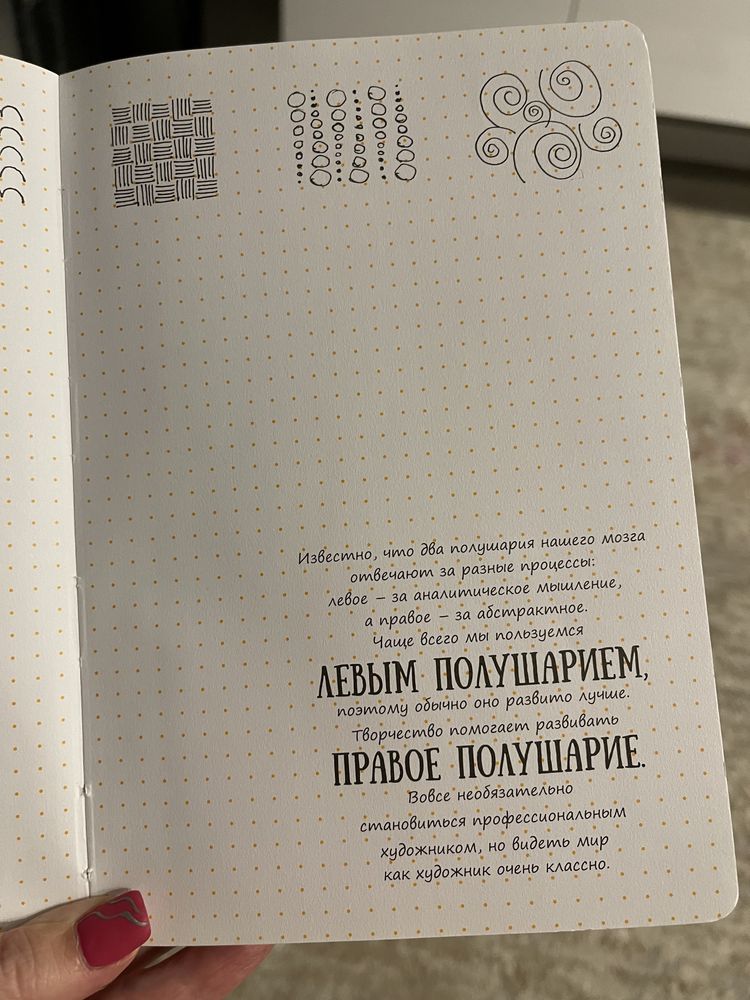 Известно, что два полушария нашего мозга
отвечают за разные процессы:
левое – за аналитическое мышление,
а правое – за абстрактное.
Чаще всего мы пользуемся
ЛЕВЫМ ПОЛУШАРИЕМ,
поэтому обычно оно развито лучше.
Творчество помогает развивать
ПРАВОЕ ПОЛУШАРИЕ.
Вовсе необязательно
становиться профессиональным
художником, но видеть мир
как художник очень классно.